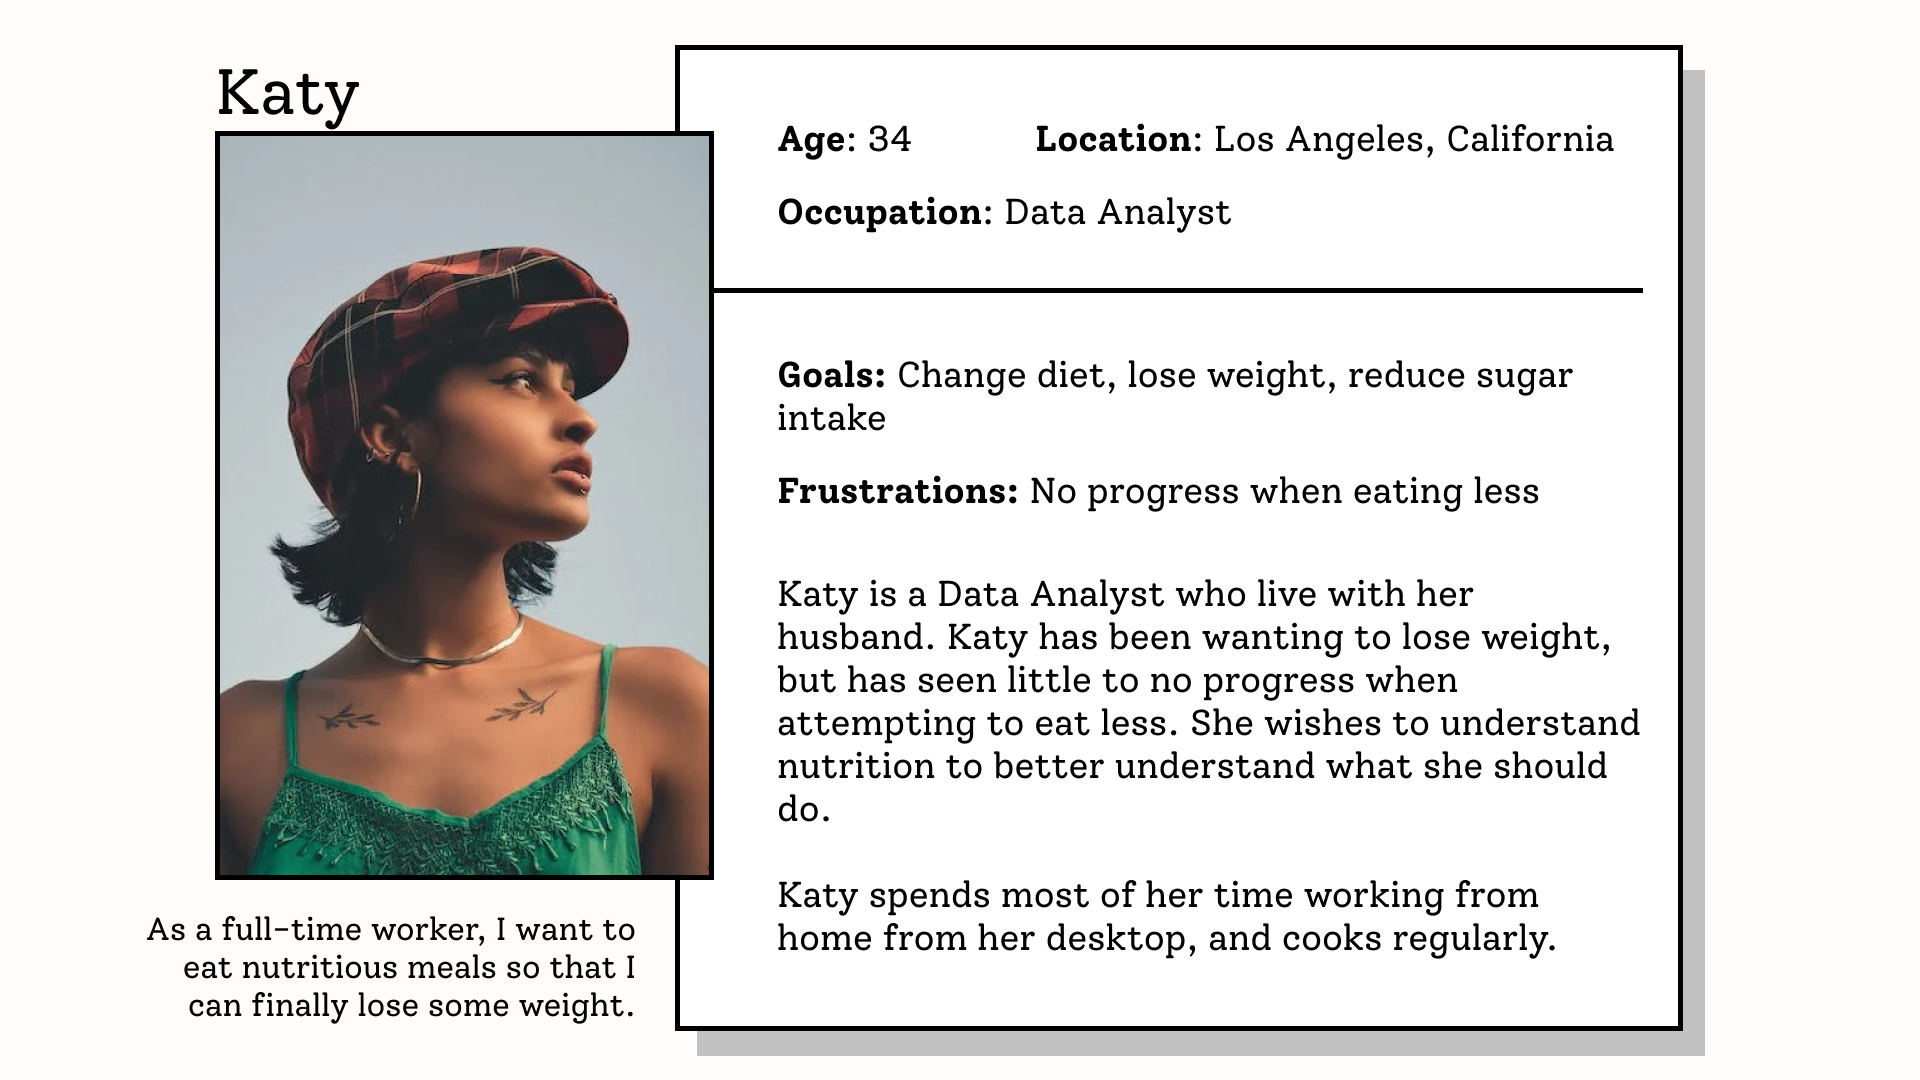 Katy
Age: 34
Location: Los Angeles, California
Occupation: Data Analyst
Goals: Change diet, lose weight, reduce sugar
intake
Frustrations: No progress when eating less
Katy is a Data Analyst who live with her
husband. Katy has been wanting to lose weight,
but has seen little to no progress when
attempting to eat less. She wishes to understand
nutrition to better understand what she should
do.
Katy spends most of her time working from
home from her desktop, and cooks regularly.
As a full-time worker, I want to
eat nutritious meals so that I
can finally lose some weight.